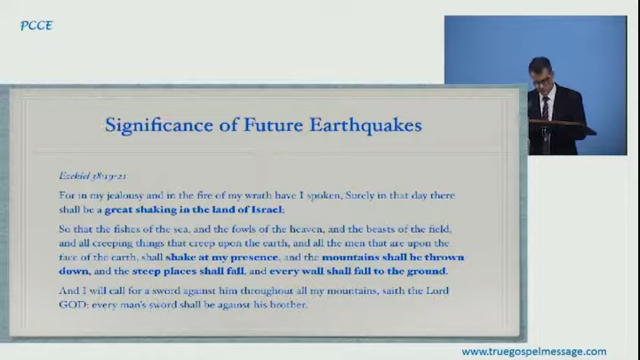 PCCE
Significance of Future Earthquakes
Ezekiel 38:19-21
For in my jealousy and in the fire of my wrath have I spoken, Surely in that day there
shall be a great shaking in the land of Israel;
So that the fishes of the sea, and the fowls of the heaven, and the beasts of the field,
and all creeping things that creep upon the earth, and all the men that are upon the
face of the earth, shall shake at my presence, and the mountains shall be thrown
down, and the steep places shall fall, and every wall shall fall to the ground.
And I will call for a sword against him throughout all my mountains, saith the Lord
GOD: every man's sword shall be against his brother.
www.truegospelmessage.com